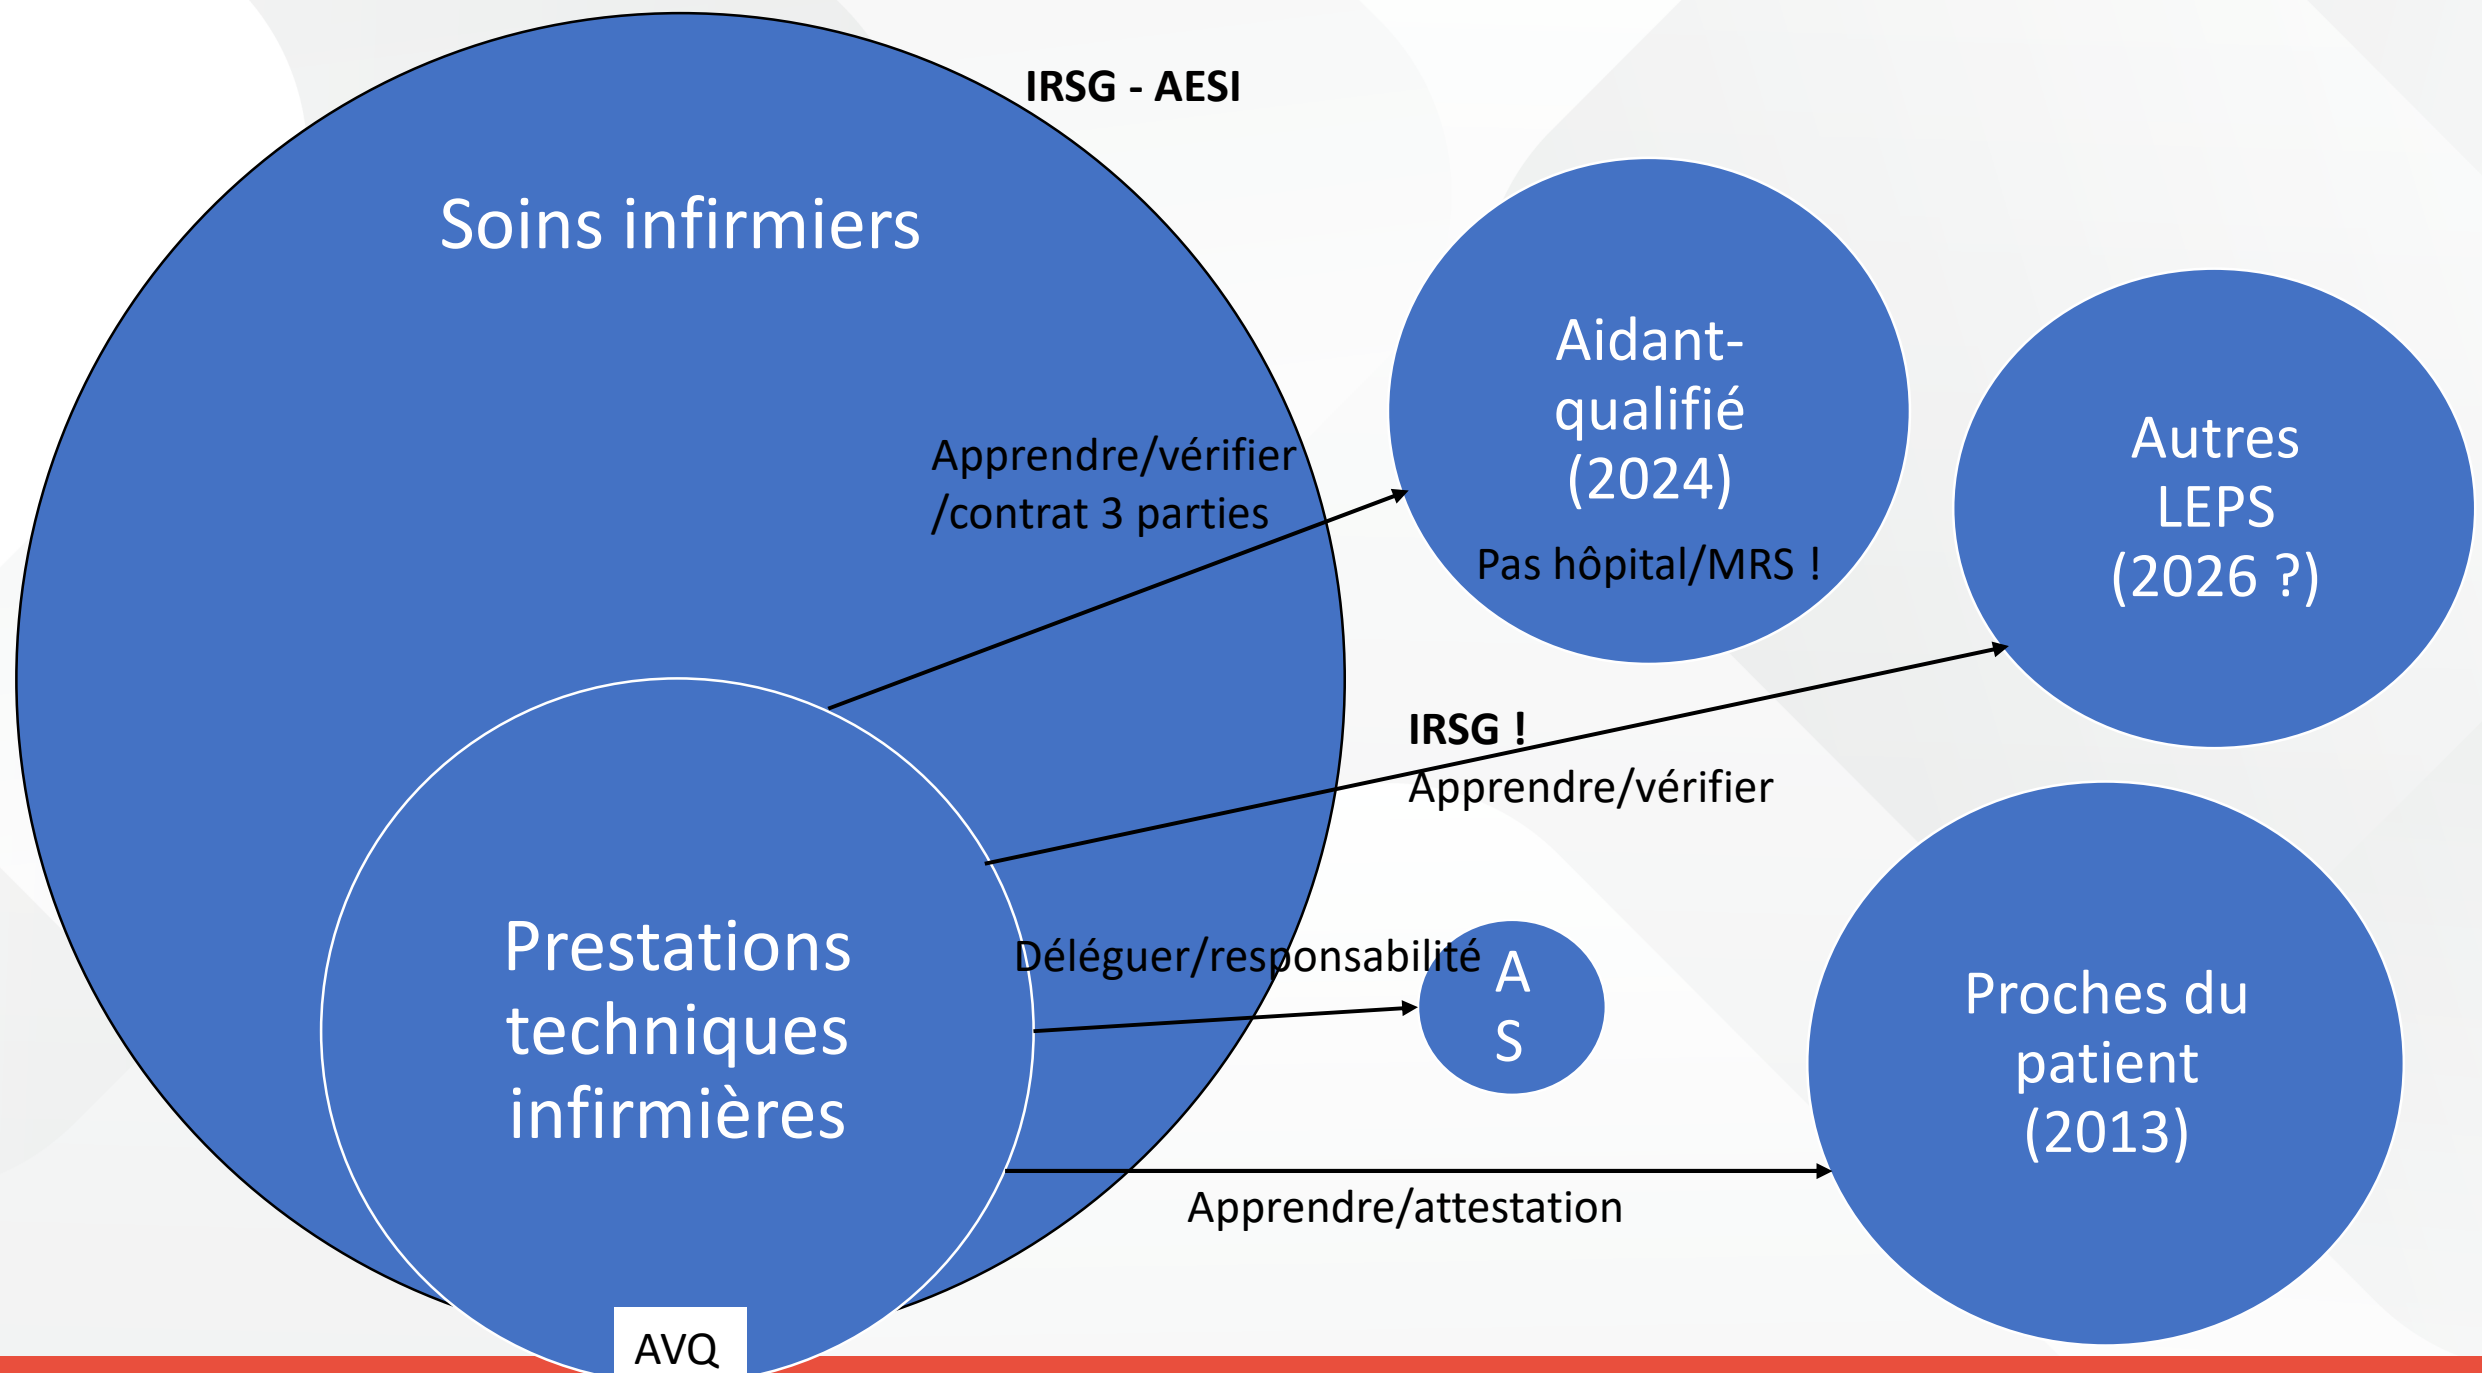 IRSG - AESI
Soins infirmiers
Apprendre/vérifier
/contrat 3 parties
Aidant-
qualifié
(2024)
Pas hôpital/MRS !
Autres
LEPS
(2026 ?)
IRSG !
Apprendre/vérifier
Prestations
techniques
infirmières
Déléguer/responsabilité
A
S
Proches du
patient
(2013)
Apprendre/attestation
AVQ